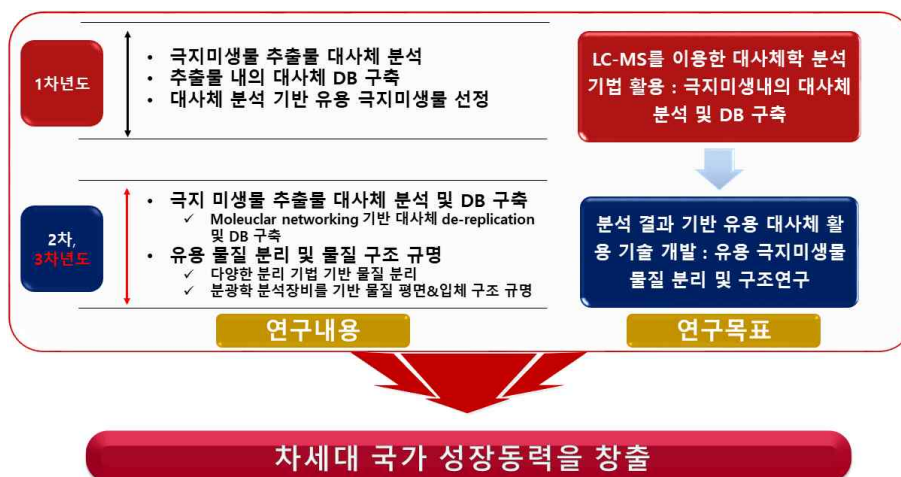 1차년도
• 극지미생물 추출물 대사체 분석
• 추출물 내의 대사체 DB 구축
• 대사체 분석 기반 유용 극지미생물 선정
LC-MS를 이용한 대사체학 분석
기법 활용 : 극지미생내의 대사체
분석 및 DB 구축
2차,
3차년도
• 극지 미생물 추출물 대사체 분석 및 DB 구축
✓ Moleuclar networking 기반 대사체 de-replication
및 DB 구축
• 유용 물질 분리 및 물질 구조 규명
✓ 다양한 분리 기법 기반 물질 분리
✓ 분광학 분석장비를 기반 물질 평면&입체 구조 규명
분석 결과 기반 유용 대사체 활
용 기술 개발 : 유용 극지미생물
물질 분리 및 구조연구
연구내용
연구목표
차세대 국가 성장동력을 창출